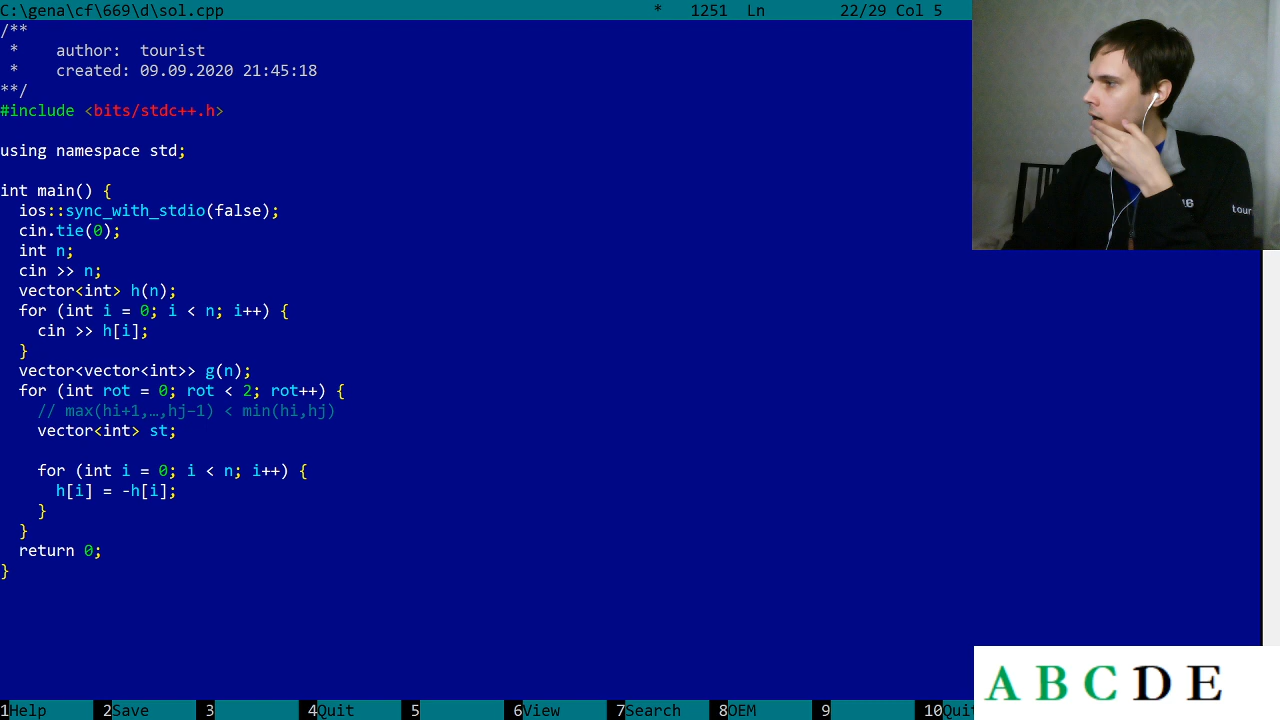 C:\gena\cf\669\d\sol.cpp * 1251 Ln 22/29 Col 5
/**
 *    author:  tourist
 *    created: 09.09.2020 21:45:18
**/
#include <bits/stdc++.h>
using namespace std;
int main() {
  ios::sync_with_stdio(false);
  cin.tie(0);
  int n;
  cin >> n;
  vector<int> h(n);
  for (int i = 0; i < n; i++) {
    cin >> h[i];
  }
  vector<vector<int>> g(n);
  for (int rot = 0; rot < 2; rot++) {
    // max(hi+1,…,hj−1) < min(hi,hj)
    vector<int> st;
    for (int i = 0; i < n; i++) {
      h[i] = -h[i];
    }
  }
  return 0;
}
1Help 2Save 3 4Quit 5 6View 7Search 8OEM 9 10Quit
A B C D E